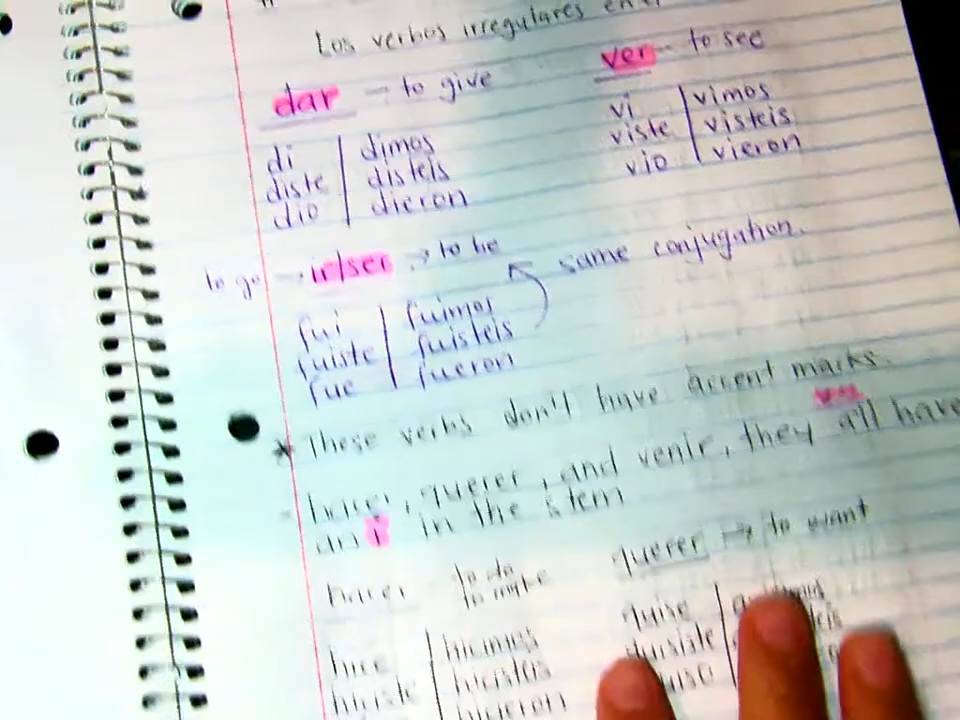 Los verbos irregulares en
dar → to give
ver → to see
di | dimos
diste | disteis
dio | dieron
vi | vimos
viste | visteis
vio | vieron
to go → ir/ser → to be
same conjugation.
fui | fuimos
fuiste | fuisteis
fue | fueron
* These verbs don't have accent marks.
- hacer, querer, and venir, they all have
an i in the stem
hacer to do
to make
querer → to want
hice | hicimos
hiciste | hicisteis
hicieron
quise
quisiste
quiso